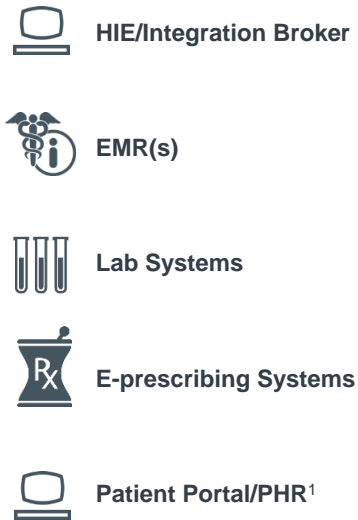 HIE/Integration Broker
EMR(s)
Lab Systems
Rx
E-prescribing Systems
Patient Portal/PHR¹